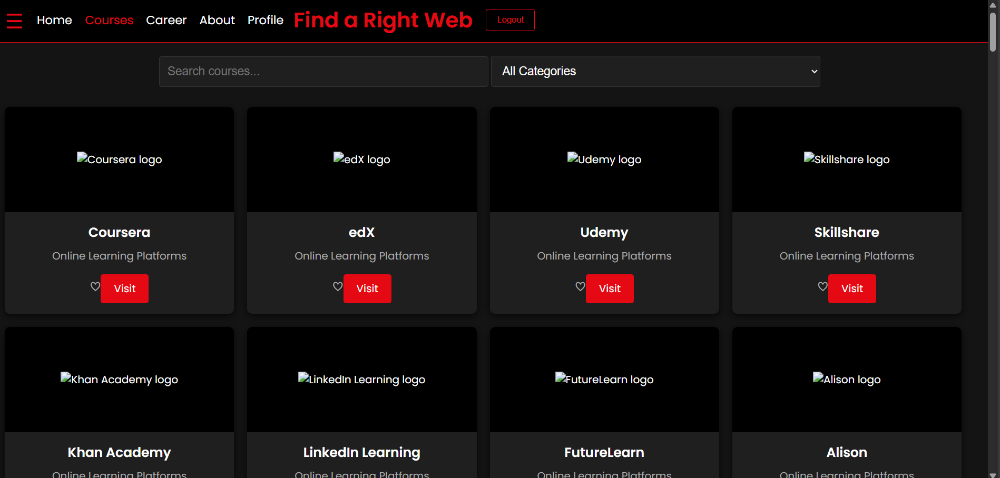 Home Courses Career About Profile Find a Right Web Logout
Search courses... All Categories
Coursera logo edX logo Udemy logo Skillshare logo
Coursera edX Udemy Skillshare
Online Learning Platforms Online Learning Platforms Online Learning Platforms Online Learning Platforms
Visit Visit Visit Visit
Khan Academy logo LinkedIn Learning logo FutureLearn logo Alison logo
Khan Academy LinkedIn Learning FutureLearn Alison
Online Learning Platforms Online Learning Platforms Online Learning Platforms Online Learning Platforms